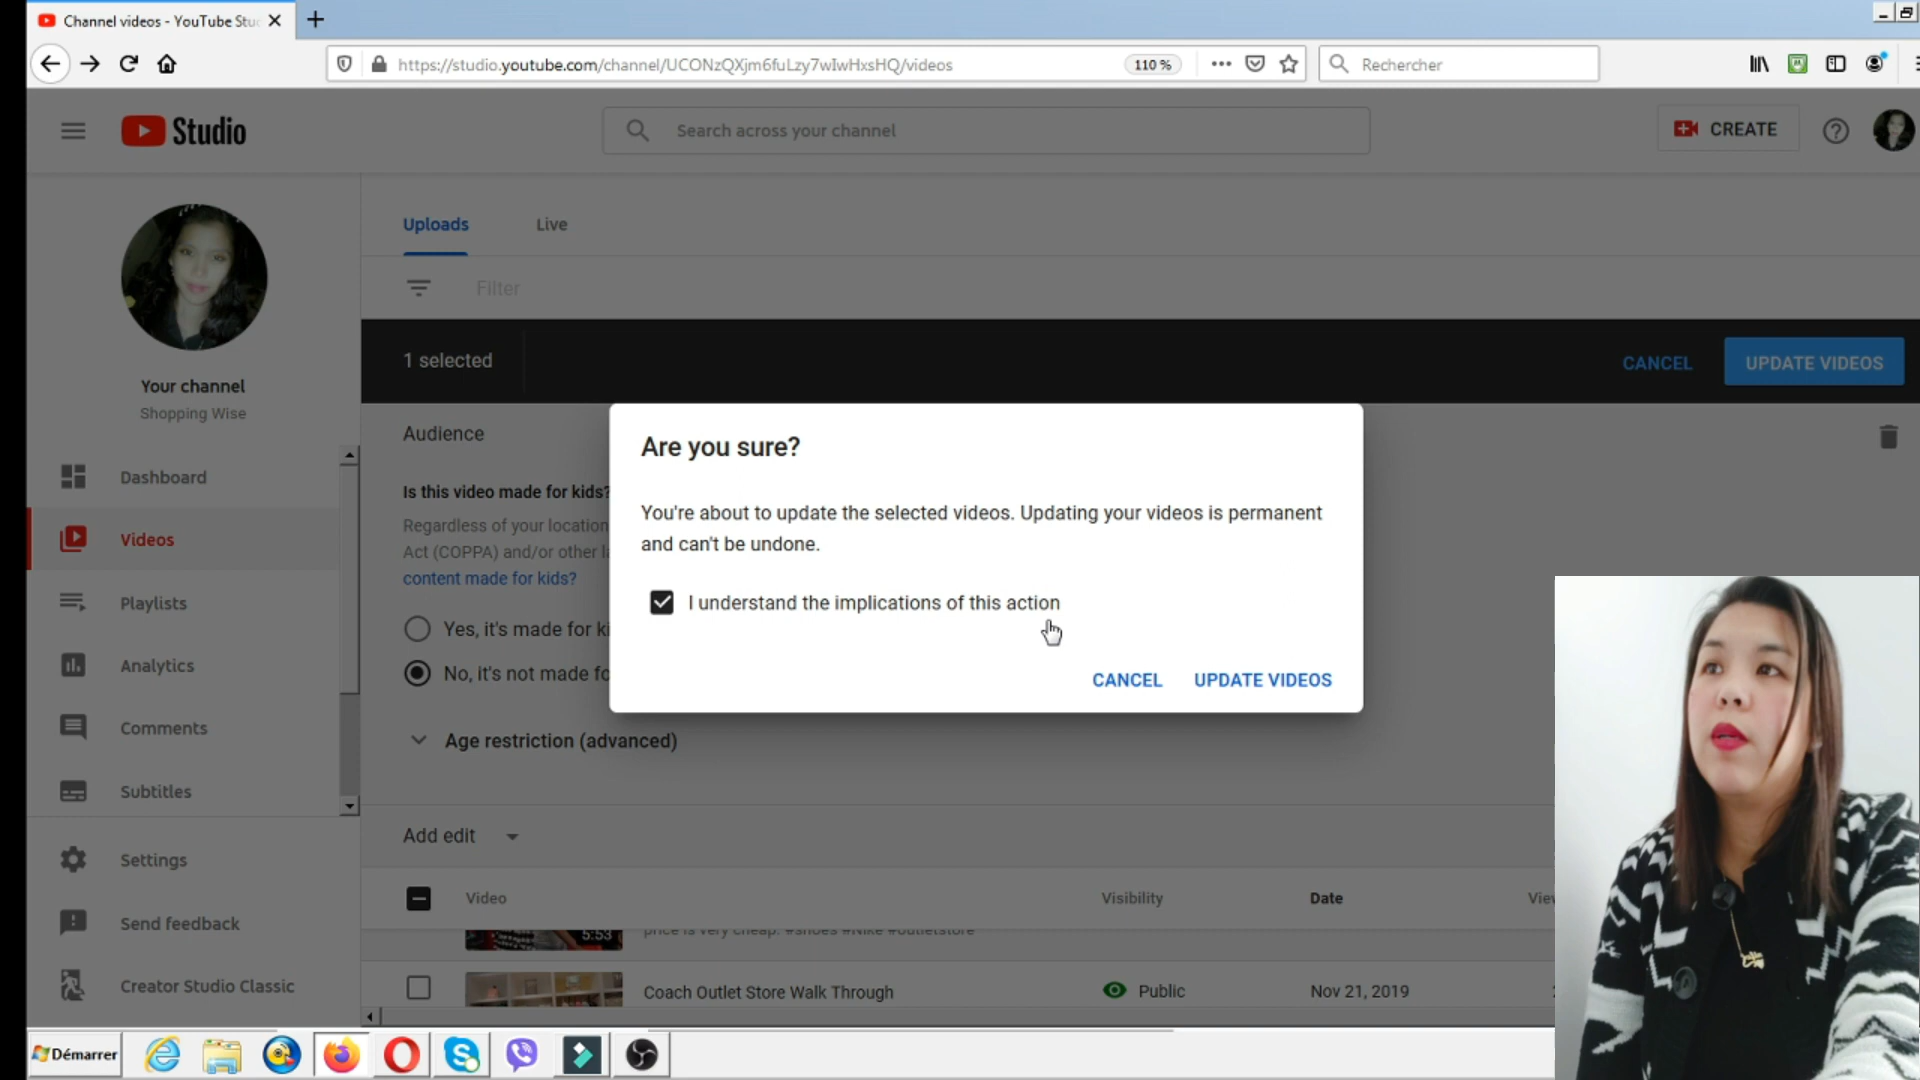 Channel videos - YouTube Stu
https://studio.youtube.com/channel/UCONzQXjm6fuLzy7wIwHxsHQ/videos
110 %
Rechercher
Studio
Search across your channel
CREATE
Uploads
Live
Filter
1 selected
CANCEL
UPDATE VIDEOS
Your channel
Shopping Wise
Dashboard
Videos
Playlists
Analytics
Comments
Subtitles
Settings
Send feedback
Creator Studio Classic
Audience
Is this video made for kids?
Regardless of your location
Act (COPPA) and/or other l
content made for kids?
Yes, it's made for ki
No, it's not made fo
Age restriction (advanced)
Are you sure?
You're about to update the selected videos. Updating your videos is permanent
and can't be undone.
I understand the implications of this action
CANCEL
UPDATE VIDEOS
Add edit
Video
Visibility
Date
View
5:53
price is very cheap. #shoes #Nike #outletstore
Coach Outlet Store Walk Through
Public
Nov 21, 2019
Démarrer